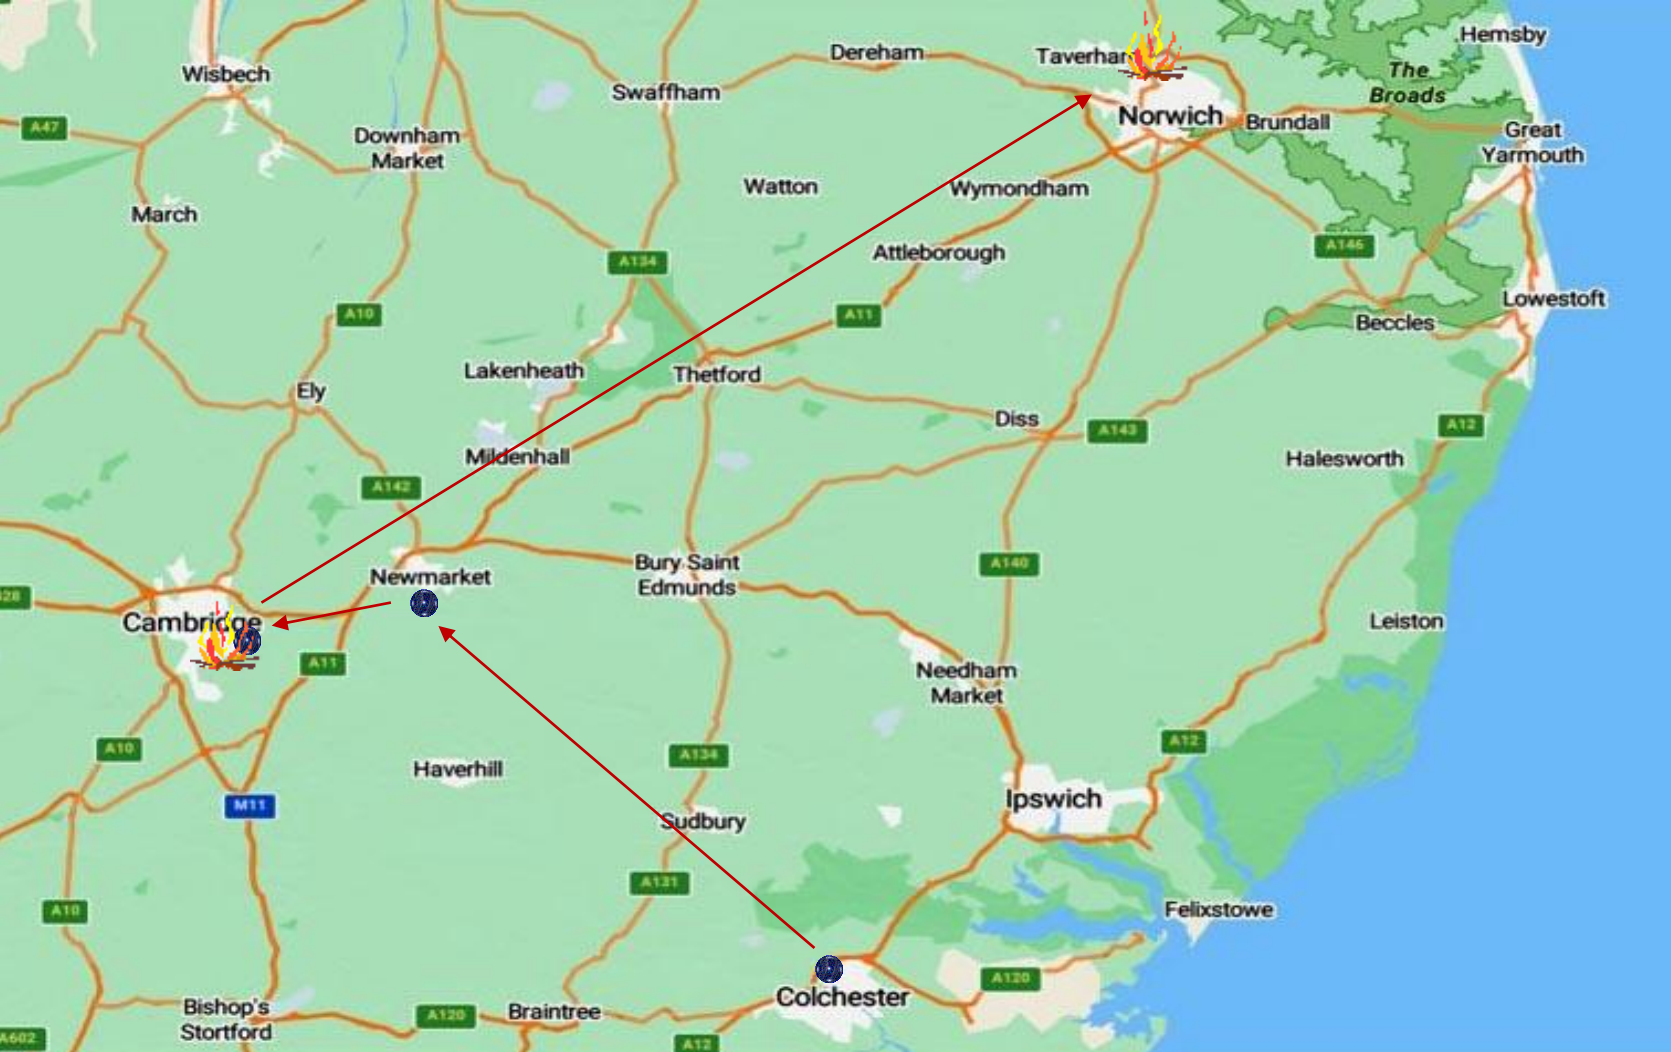 Hemsby
Dereham
Taverham
The
Broads
Wisbech
Swaffham
Norwich
Brundall
A47
Downham
Market
Great
Yarmouth
Watton
Wymondham
March
A146
Attleborough
A134
Lowestoft
A10
A11
Beccles
Lakenheath
Thetford
Ely
Diss
A143
A12
Mildenhall
Halesworth
A142
Bury Saint
Edmunds
A140
Newmarket
28
Cambridge
Leiston
A11
Needham
Market
A10
A134
A12
Haverhill
M11
Ipswich
Sudbury
A131
A10
Felixstowe
A120
Colchester
Bishop's
Stortford
A120
Braintree
A602
A12